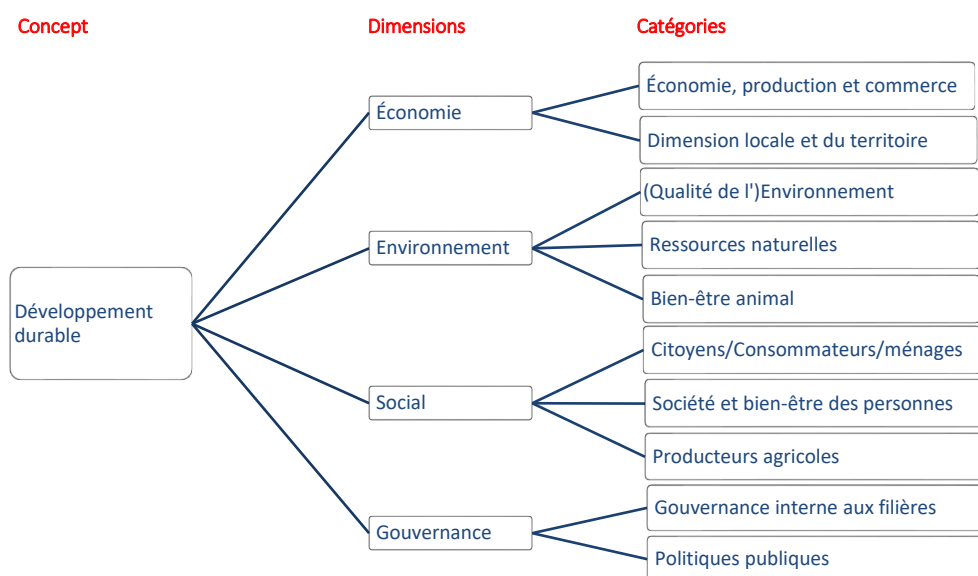 Concept
Dimensions
Catégories
Développement
durable
Économie
Économie, production et commerce
Dimension locale et du territoire
Environnement
(Qualité de l')Environnement
Ressources naturelles
Bien-être animal
Social
Citoyens/Consommateurs/ménages
Société et bien-être des personnes
Producteurs agricoles
Gouvernance
Gouvernance interne aux filières
Politiques publiques